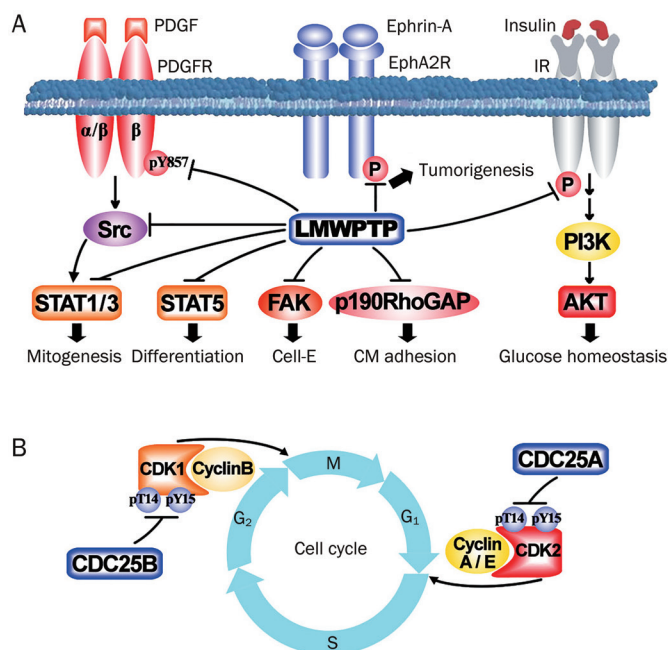 A
PDGF
Ephrin-A
Insulin
PDGFR
EphA2R
IR
α/β
β
pY857
P
Tumorigenesis
P
LMWPTP
Src
PI3K
STAT1/3
STAT5
FAK
p190RhoGAP
AKT
Mitogenesis
Differentiation
Cell-E
CM adhesion
Glucose homeostasis
B
CDK1
CyclinB
pT14
pY15
CDC25B
M
G₂
G₁
Cell cycle
S
CDC25A
pT14
pY15
Cyclin
A / E
CDK2